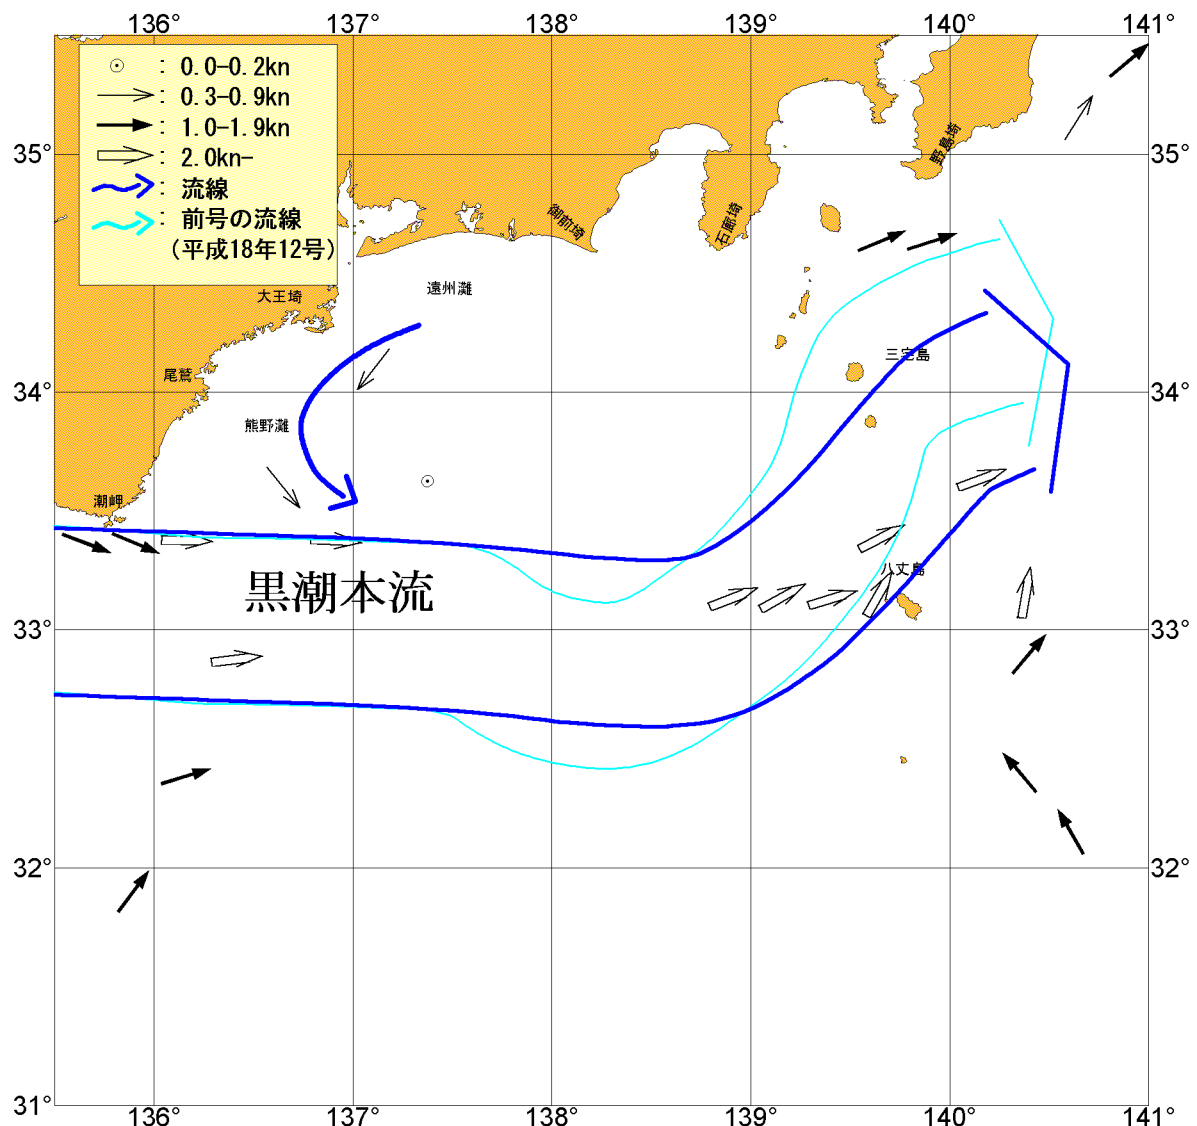 136° 137° 138° 139° 140° 141°
: 0.0-0.2kn
: 0.3-0.9kn
: 1.0-1.9kn
: 2.0kn-
: 流線
: 前号の流線
(平成18年12号)
35° 35°
野島埼
御前埼
石廊埼
大王埼
遠州灘
三宅島
尾鷲
34° 34°
熊野灘
潮岬
八丈島
黒潮本流
33° 33°
32° 32°
31° 31°
136° 137° 138° 139° 140° 141°